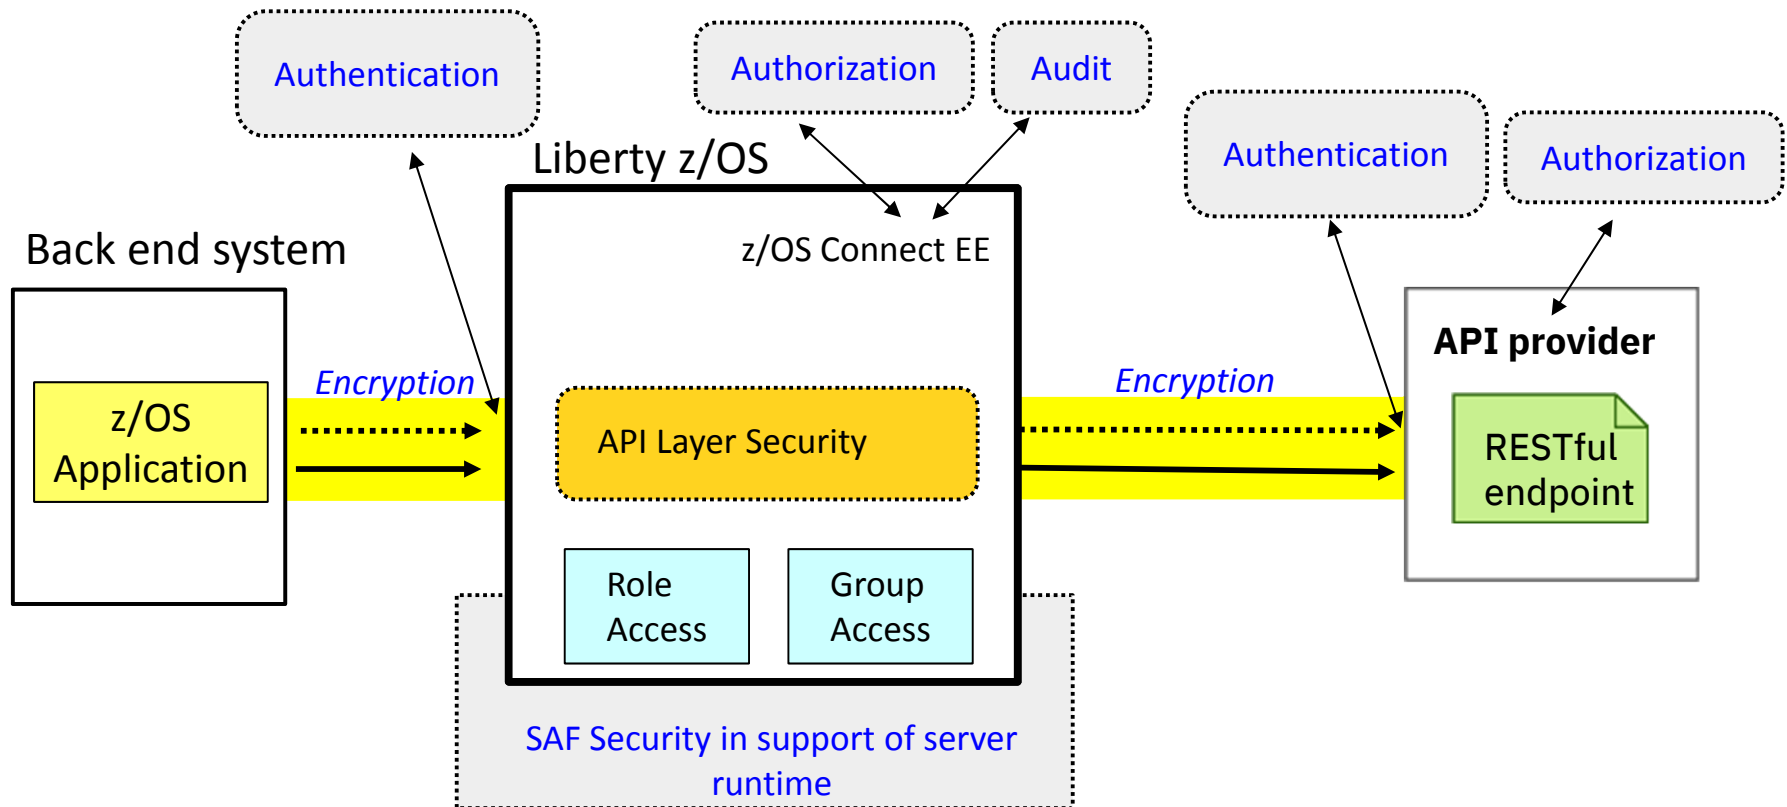 Authentication
Authorization
Audit
Liberty z/OS
Authentication
Authorization
Back end system
z/OS Connect EE
API provider
Encryption
Encryption
z/OS
Application
API Layer Security
RESTful
endpoint
Role
Access
Group
Access
SAF Security in support of server
runtime